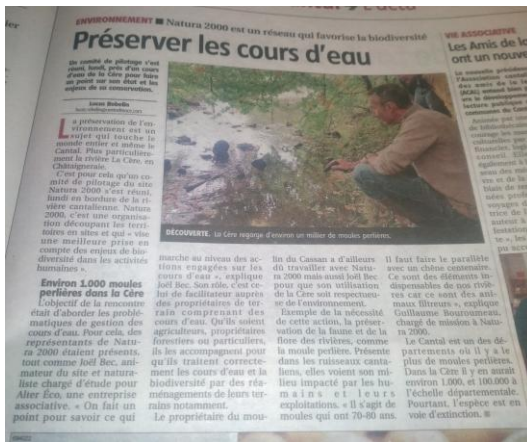 ENVIRONNEMENT ■ Natura 2000 est un réseau qui favorise la biodiversité
Préserver les cours d'eau
Un comité de pilotage s'est
réuni, lundi, près d'un cours
d'eau de la Cère pour faire
un point sur son état et les
enjeux de sa conservation.
Lucas
La préservation de l'en-
vironnement est un
sujet qui touche le
monde entier et même le
Cantal. Plus particulière-
ment la rivière La Cère, en
Châtaigneraie.
C'est pour cela qu'un co-
mité de pilotage du site
Natura 2000 s'est réuni,
lundi en bordure de la ri-
vière cantalienne. Natura
2000, c'est une organisa-
tion découpant les terri-
toires en sites et qui « vise
une meilleure prise en
compte des enjeux de bio-
diversité dans les activités
humaines ».
Environ 1.000 moules
perlières dans la Cère
L'objectif de la rencontre
était d'aborder les problé-
matiques de gestion des
cours d'eau. Pour cela, des
représentants de Natu-
ra 2000 étaient présents,
tout comme Joël Bec, ani-
mateur du site et natura-
liste chargé d'étude pour
Alter Éco, une entreprise
associative. « On fait un
point pour savoir ce qui
DÉCOUVERTE. La Cère regorge d'environ un millier de moules perlières.
marche au niveau des ac-
tions engagées sur les
cours d'eau », explique
Joël Bec. Son rôle, c'est ce-
lui de facilitateur auprès
des propriétaires de ter-
rain comprenant des
cours d'eau. Qu'ils soient
agriculteurs, propriétaires
forestiers ou particuliers,
ils les accompagnent pour
qu'ils traitent correcte-
ment les cours d'eau et la
biodiversité par des réa-
ménagements de leurs ter-
rains notamment.
Le propriétaire du mou-
lin du Cassan a d'ailleurs
dû travailler avec Natu-
ra 2000 mais aussi Joël Bec
pour que son utilisation
de la Cère soit respectueu-
se de l'environnement.
Exemple de la nécessité
de cette action, la préser-
vation de la faune et de la
flore des rivières, comme
la moule perlière. Présente
dans les ruisseaux canta-
liens, elles voient son mi-
lieu impacté par les hu-
mains et leurs
exploitations. « Il s'agit de
moules qui ont 70-80 ans.
Il faut faire le parallèle
avec un chêne centenaire.
Ce sont des éléments in-
dispensables de nos riviè-
res car ce sont des ani-
maux filtreurs », explique
Guillaume Bouroumeau,
chargé de mission à Natu-
ra 2000.
Le Cantal est un des dé-
partements où il y a le
plus de moules perlières.
Dans la Cère il y en aurait
environ 1.000, et 100.000 à
l'échelle départementale.
Pourtant, l'espèce est en
voie d'extinction. ■
VIE ASSOCIATIVE
Les Amis de
ont un nouve